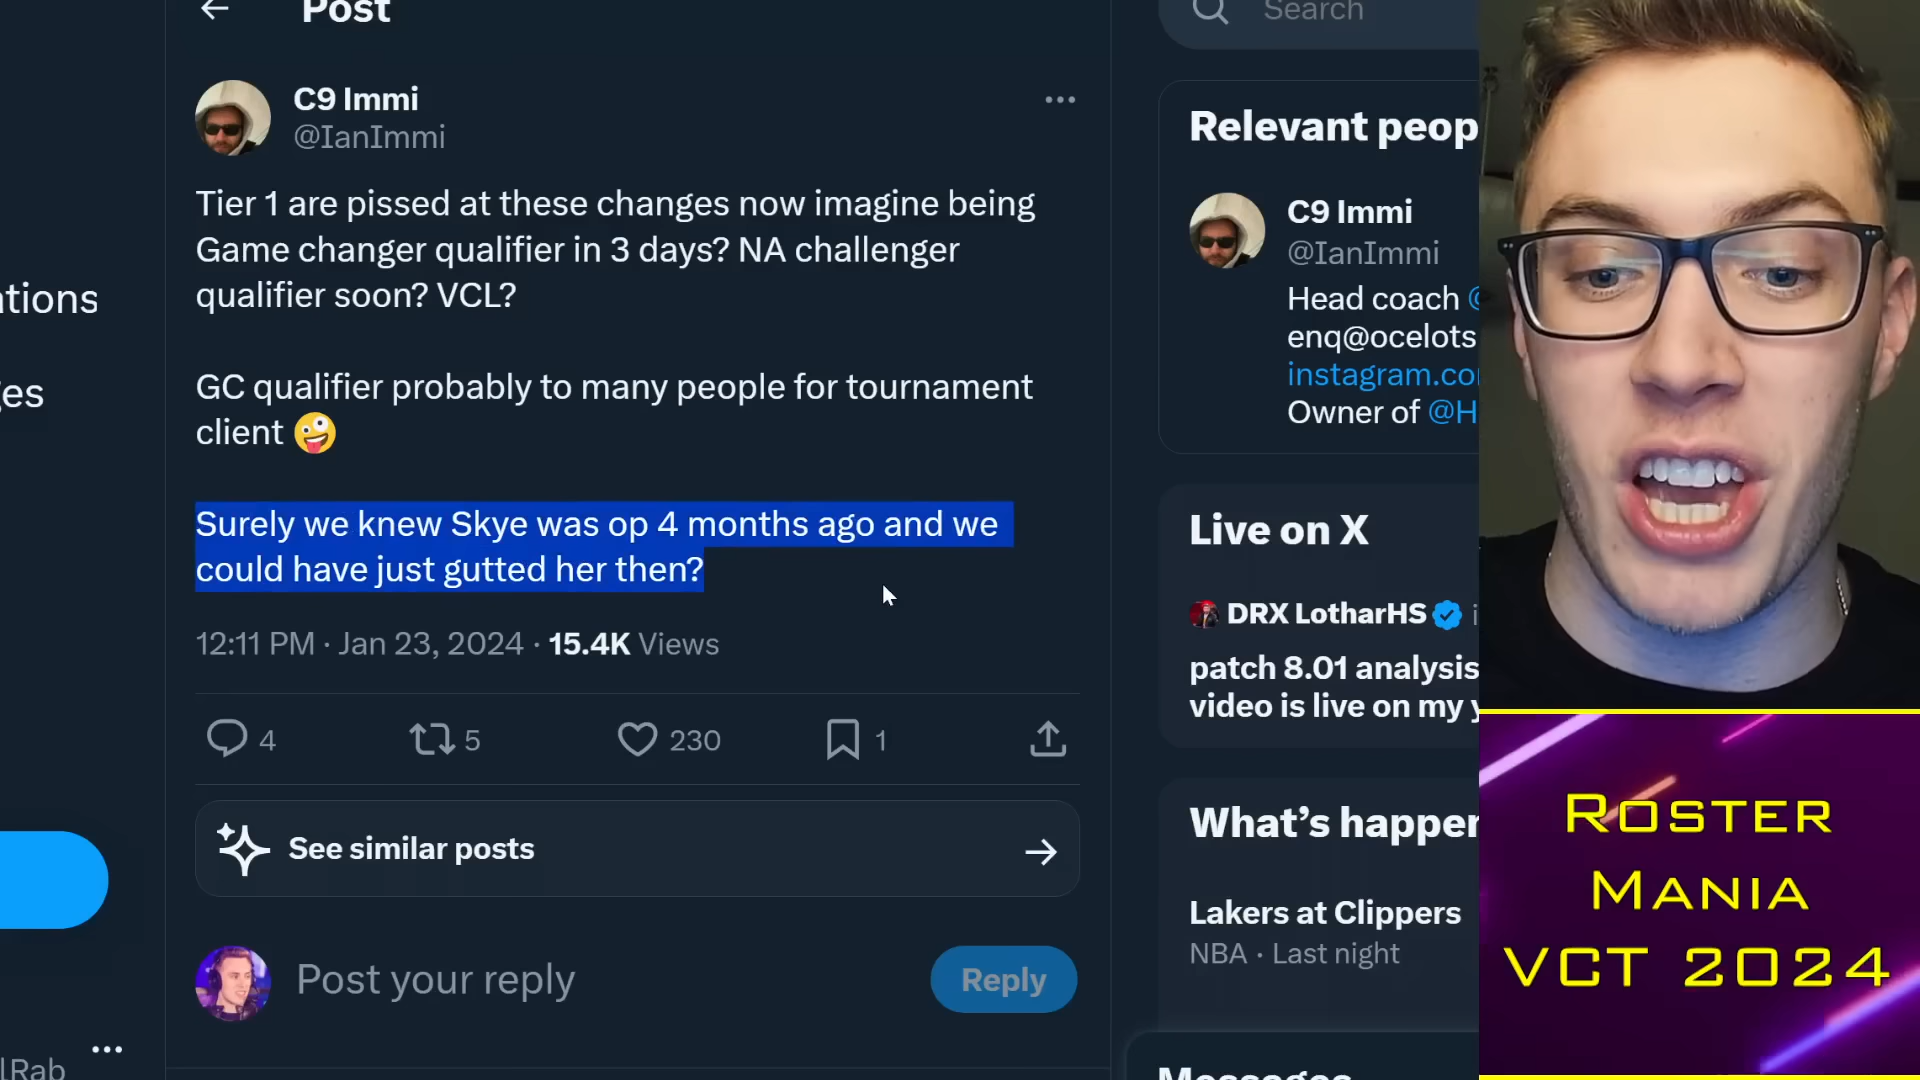 Post
Search
C9 Immi
@IanImmi
Tier 1 are pissed at these changes now imagine being
Game changer qualifier in 3 days? NA challenger
qualifier soon? VCL?
GC qualifier probably to many people for tournament
client 🤪
Surely we knew Skye was op 4 months ago and we
could have just gutted her then?
12:11 PM · Jan 23, 2024 · 15.4K Views
4 5 230 1
See similar posts
Post your reply
Reply
ations
ges
lRab
Relevant peop
C9 Immi
@IanImmi
Head coach @
enq@ocelots
instagram.co
Owner of @H
Live on X
DRX LotharHS
patch 8.01 analysis
video is live on my y
What's happen
Lakers at Clippers
NBA · Last night
Messages
ROSTER
MANIA
VCT 2024